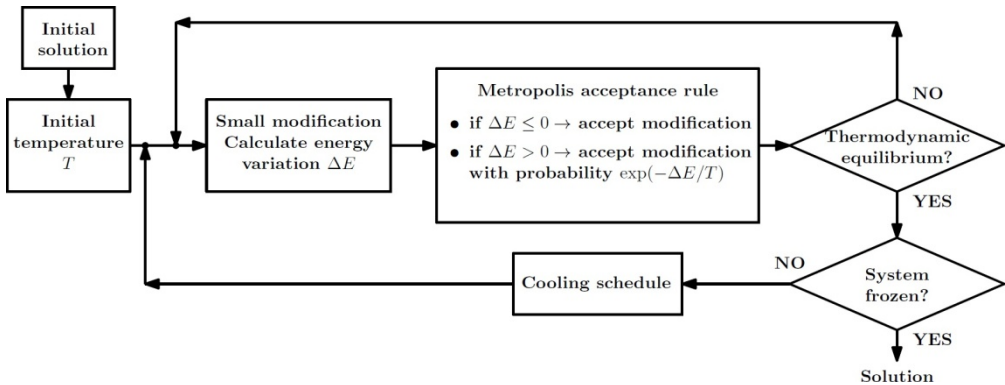 Initial
solution
Initial
temperature
T
Small modification
Calculate energy
variation ΔE
Metropolis acceptance rule
• if ΔE ≤ 0 → accept modification
• if ΔE > 0 → accept modification
with probability exp(−ΔE/T)
NO
Thermodynamic
equilibrium?
YES
Cooling schedule
NO
System
frozen?
YES
Solution